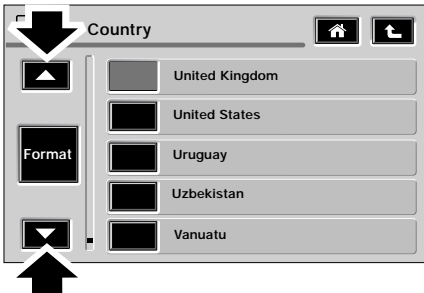 Country
United Kingdom
United States
Format
Uruguay
Uzbekistan
Vanuatu